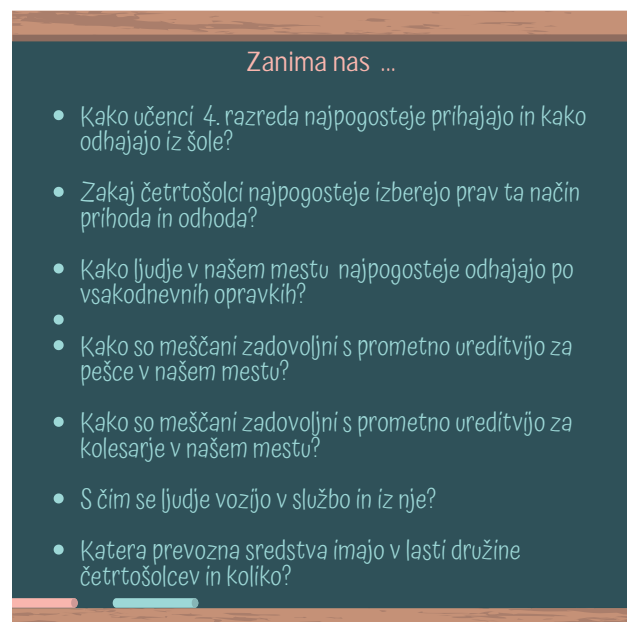 Zanima nas ...
• Kako učenci 4. razreda najpogosteje prihajajo in kako
odhajajo iz šole?
• Zakaj četrtošolci najpogosteje izberejo prav ta način
prihoda in odhoda?
• Kako ljudje v našem mestu najpogosteje odhajajo po
vsakodnevnih opravkih?
•
• Kako so meščani zadovoljni s prometno ureditvijo za
pešce v našem mestu?
• Kako so meščani zadovoljni s prometno ureditvijo za
kolesarje v našem mestu?
• S čim se ljudje vozijo v službo in iz nje?
• Katera prevozna sredstva imajo v lasti družine
četrtošolcev in koliko?